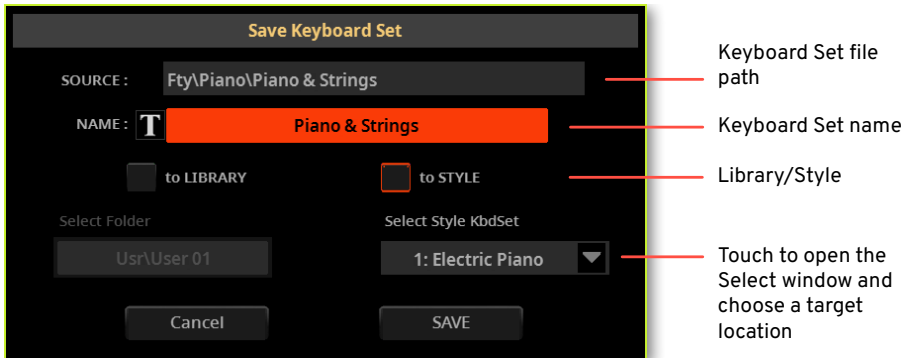 Save Keyboard Set
SOURCE : Fty\Piano\Piano & Strings
Keyboard Set file
path
NAME : T Piano & Strings
Keyboard Set name
to LIBRARY to STYLE
Library/Style
Select Folder Select Style KbdSet
Usr\User 01 1: Electric Piano
Touch to open the
Select window and
choose a target
location
Cancel SAVE